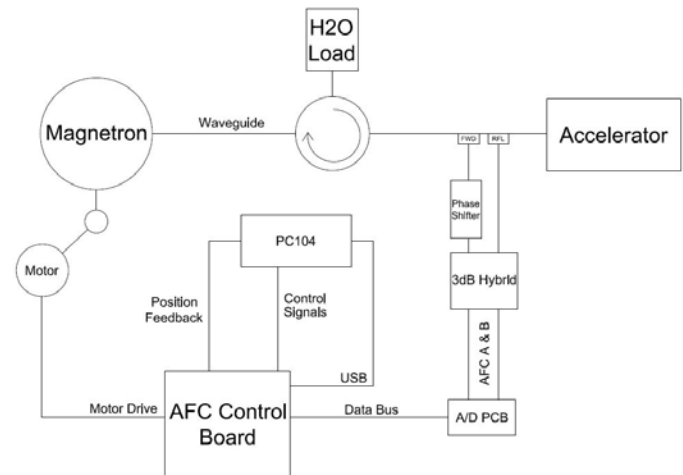 H2O
Load
Magnetron
Waveguide
FWD
RFL
Accelerator
Phase
Shifter
PC104
Motor
3dB Hybrid
Position
Feedback
Control
Signals
AFC A & B
USB
Motor Drive
AFC Control
Board
Data Bus
A/D PCB